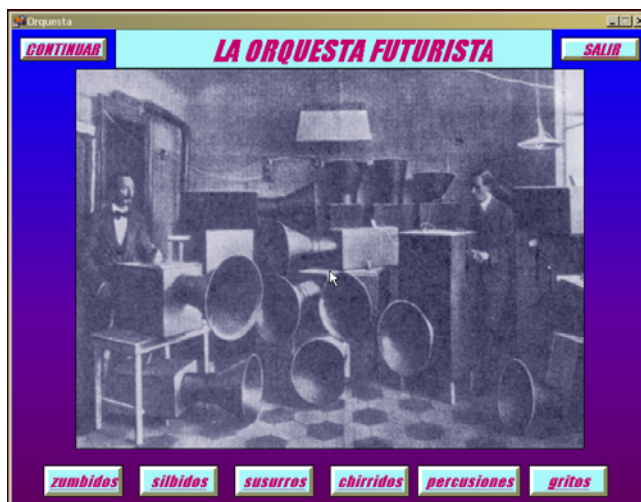 Orquesta
CONTINUAR
LA ORQUESTA FUTURISTA
SALIR
zumbidos
silbidos
susurros
chirridos
percusiones
gritos